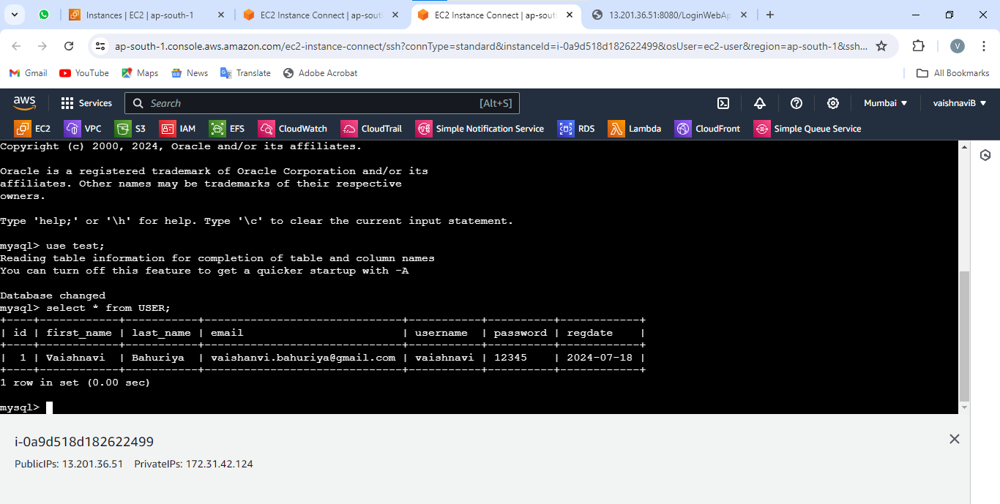 Instances | EC2 | ap-south-1
EC2 Instance Connect | ap-sout
EC2 Instance Connect | ap-sout
13.201.36.51:8080/LoginWebAp
ap-south-1.console.aws.amazon.com/ec2-instance-connect/ssh?connType=standard&instanceId=i-0a9d518d182622499&osUser=ec2-user&region=ap-south-1&ssh...
V
Gmail
YouTube
Maps
News
Translate
Adobe Acrobat
All Bookmarks
aws
Services
Search
[Alt+S]
Mumbai
vaishnaviB
EC2
VPC
S3
IAM
EFS
CloudWatch
CloudTrail
Simple Notification Service
RDS
Lambda
CloudFront
Simple Queue Service
Copyright (c) 2000, 2024, Oracle and/or its affiliates.
Oracle is a registered trademark of Oracle Corporation and/or its
affiliates. Other names may be trademarks of their respective
owners.
Type 'help;' or '\h' for help. Type '\c' to clear the current input statement.
mysql> use test;
Reading table information for completion of table and column names
You can turn off this feature to get a quicker startup with -A
Database changed
mysql> select * from USER;
+----+------------+-----------+------------------------------+-----------+----------+------------+
| id | first_name | last_name | email                        | username  | password | regdate    |
+----+------------+-----------+------------------------------+-----------+----------+------------+
|  1 | Vaishnavi  | Bahuriya  | vaishanvi.bahuriya@gmail.com | vaishnavi | 12345    | 2024-07-18 |
+----+------------+-----------+------------------------------+-----------+----------+------------+
1 row in set (0.00 sec)
mysql>
i-0a9d518d182622499
PublicIPs: 13.201.36.51    PrivateIPs: 172.31.42.124